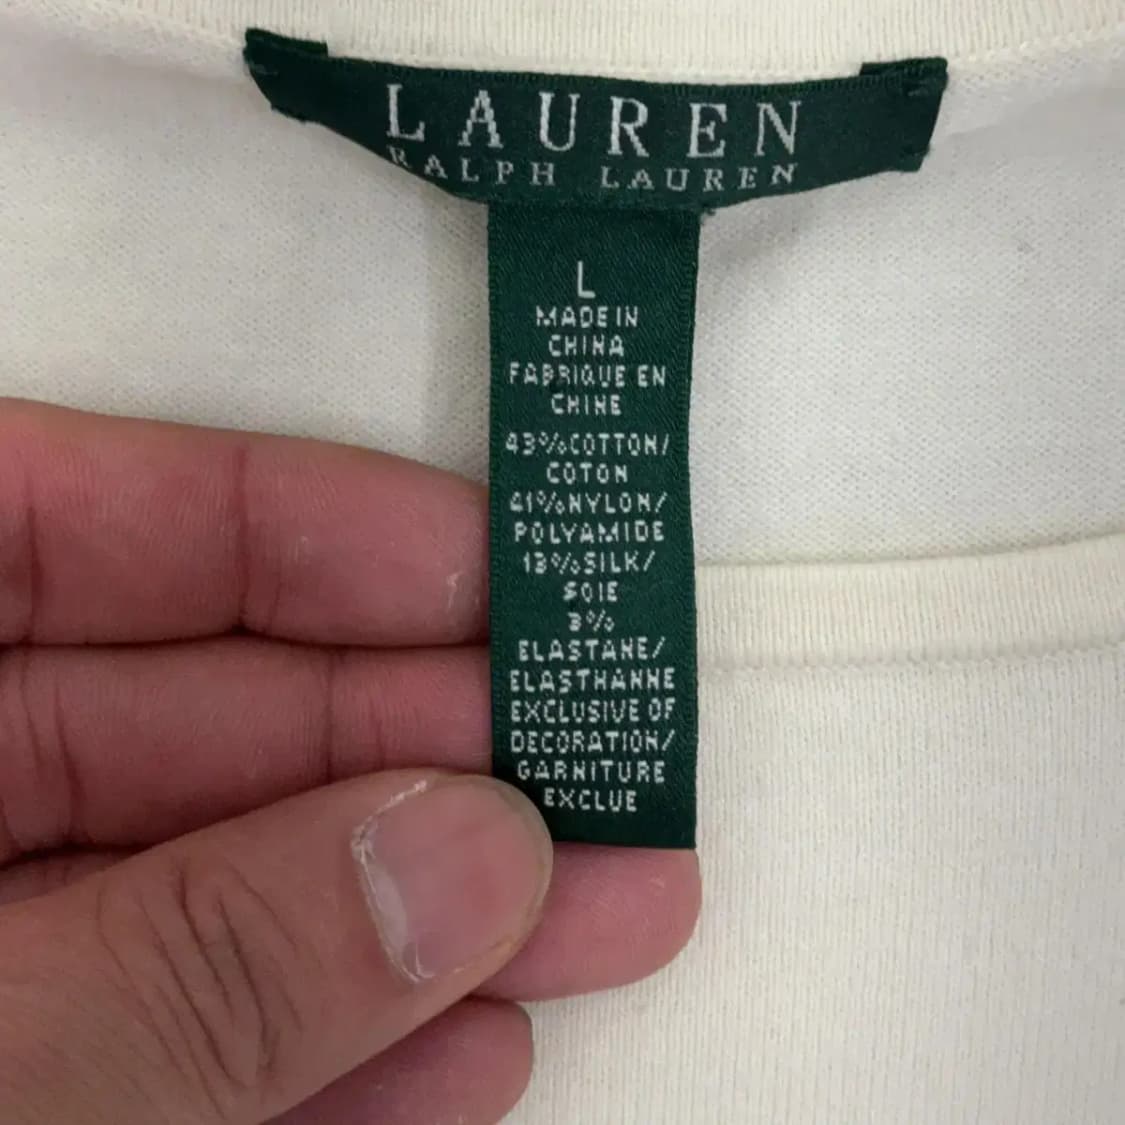 LAUREN
RALPH LAUREN
L
MADE IN
CHINA
FABRIQUE EN
CHINE
43%COTTON/
COTON
41%NYLON/
POLYAMIDE
13%SILK/
SOIE
3%
ELASTANE/
ELASTHANNE
EXCLUSIVE OF
DECORATION/
GARNITURE
EXCLUE